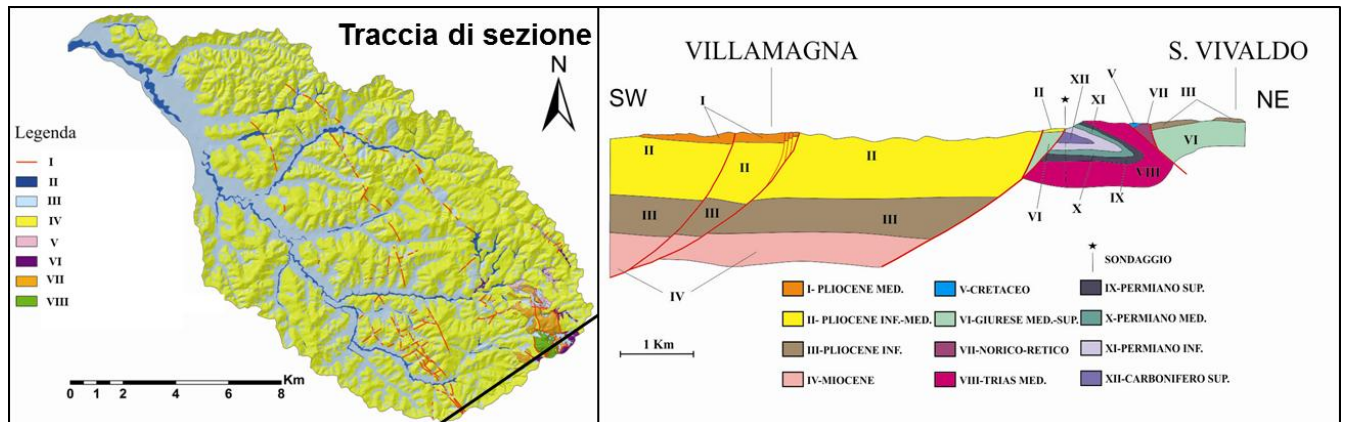 Traccia di sezione
N
Legenda
I
II
III
IV
V
VI
VII
VIII
Km
0 1 2 4 6 8
VILLAMAGNA
S. VIVALDO
SW
NE
I
II
XII
XI
V
VII
III
II
II
II
VI
VIII
III
III
III
VI
X
IX
IV
SONDAGGIO
1 Km
I- PLIOCENE MED.
II- PLIOCENE INF.-MED.
III-PLIOCENE INF.
IV-MIOCENE
V-CRETACEO
VI-GIURESE MED.-SUP.
VII-NORICO-RETICO
VIII-TRIAS MED.
IX-PERMIANO SUP.
X-PERMIANO MED.
XI-PERMIANO INF.
XII-CARBONIFERO SUP.